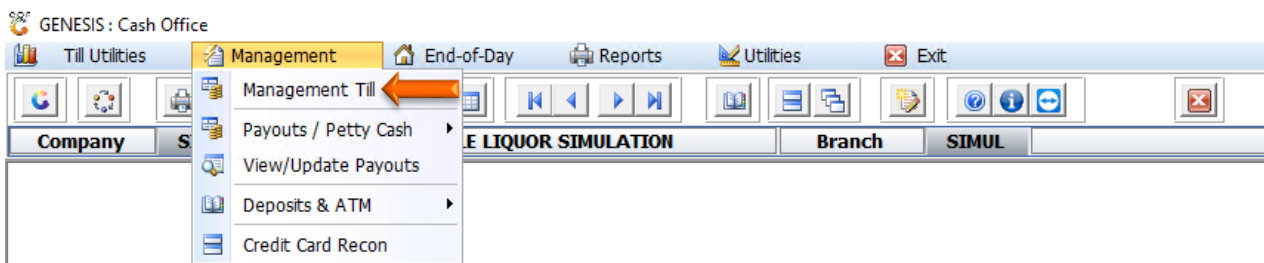 GENESIS : Cash Office
Till Utilities Management End-of-Day Reports Utilities Exit
Management Till
Company SIMULATION Branch SIMUL
Payouts / Petty Cash
LIQUOR
View/Update Payouts
Deposits & ATM
Credit Card Recon